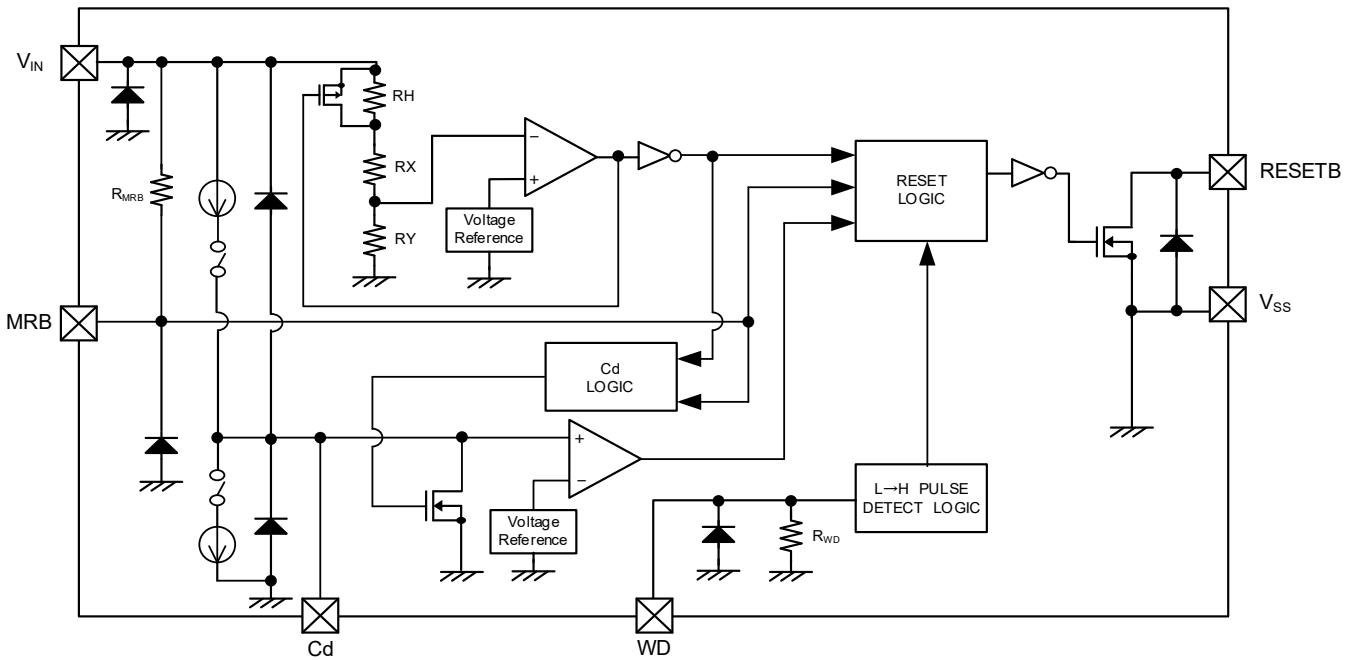 VIN
RH
RX
RMRB
RY
−
+
Voltage
Reference
RESET
LOGIC
RESETB
MRB
VSS
Cd
LOGIC
+
−
Voltage
Reference
L→H PULSE
DETECT LOGIC
RWD
Cd
WD